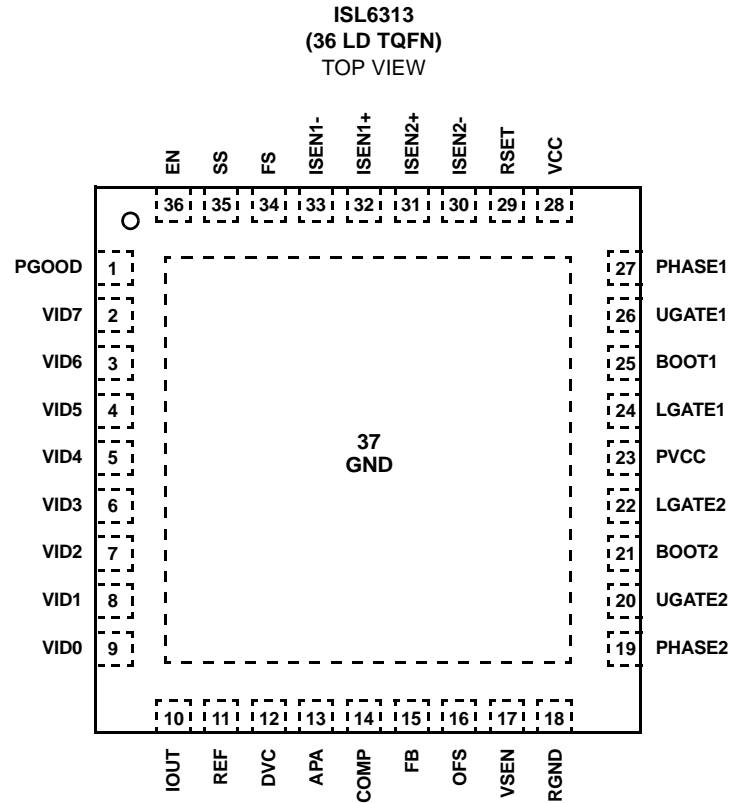 ISL6313
(36 LD TQFN)
TOP VIEW
EN SS FS ISEN1- ISEN1+ ISEN2+ ISEN2- RSET VCC
36 35 34 33 32 31 30 29 28
PGOOD 1 27 PHASE1
VID7 2 26 UGATE1
VID6 3 25 BOOT1
VID5 4 24 LGATE1
VID4 5 23 PVCC
VID3 6 22 LGATE2
VID2 7 21 BOOT2
VID1 8 20 UGATE2
VID0 9 19 PHASE2
37
GND
10 11 12 13 14 15 16 17 18
IOUT REF DVC APA COMP FB OFS VSEN RGND